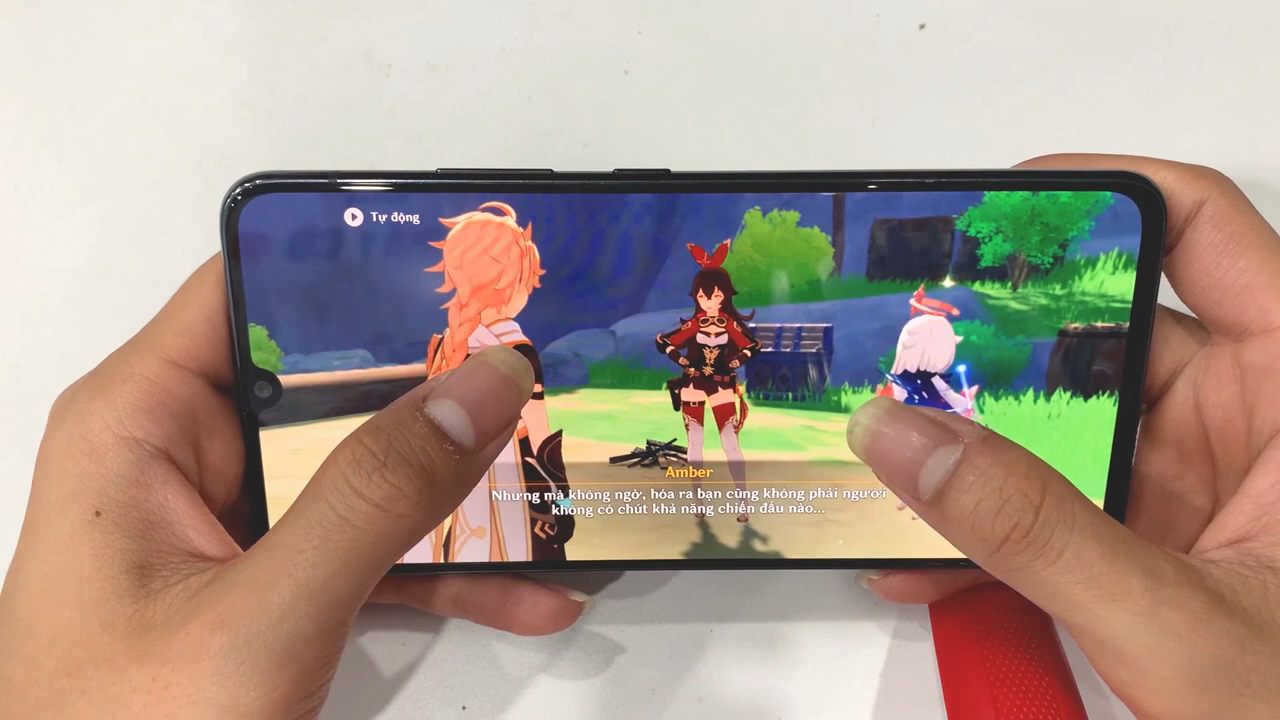 Tự động
Amber
Nhưng mà không ngờ, hóa ra bạn cũng không phải người
không có chút khả năng chiến đấu nào...